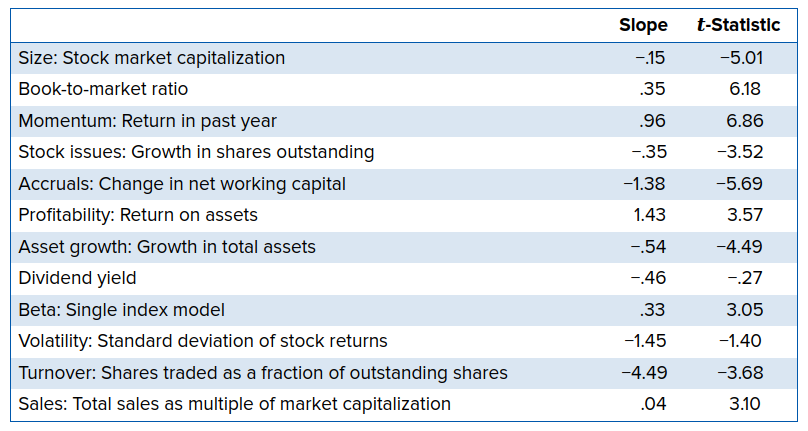 Slope t-Statistic
Size: Stock market capitalization −.15 −5.01
Book-to-market ratio .35 6.18
Momentum: Return in past year .96 6.86
Stock issues: Growth in shares outstanding −.35 −3.52
Accruals: Change in net working capital −1.38 −5.69
Profitability: Return on assets 1.43 3.57
Asset growth: Growth in total assets −.54 −4.49
Dividend yield −.46 −.27
Beta: Single index model .33 3.05
Volatility: Standard deviation of stock returns −1.45 −1.40
Turnover: Shares traded as a fraction of outstanding shares −4.49 −3.68
Sales: Total sales as multiple of market capitalization .04 3.10